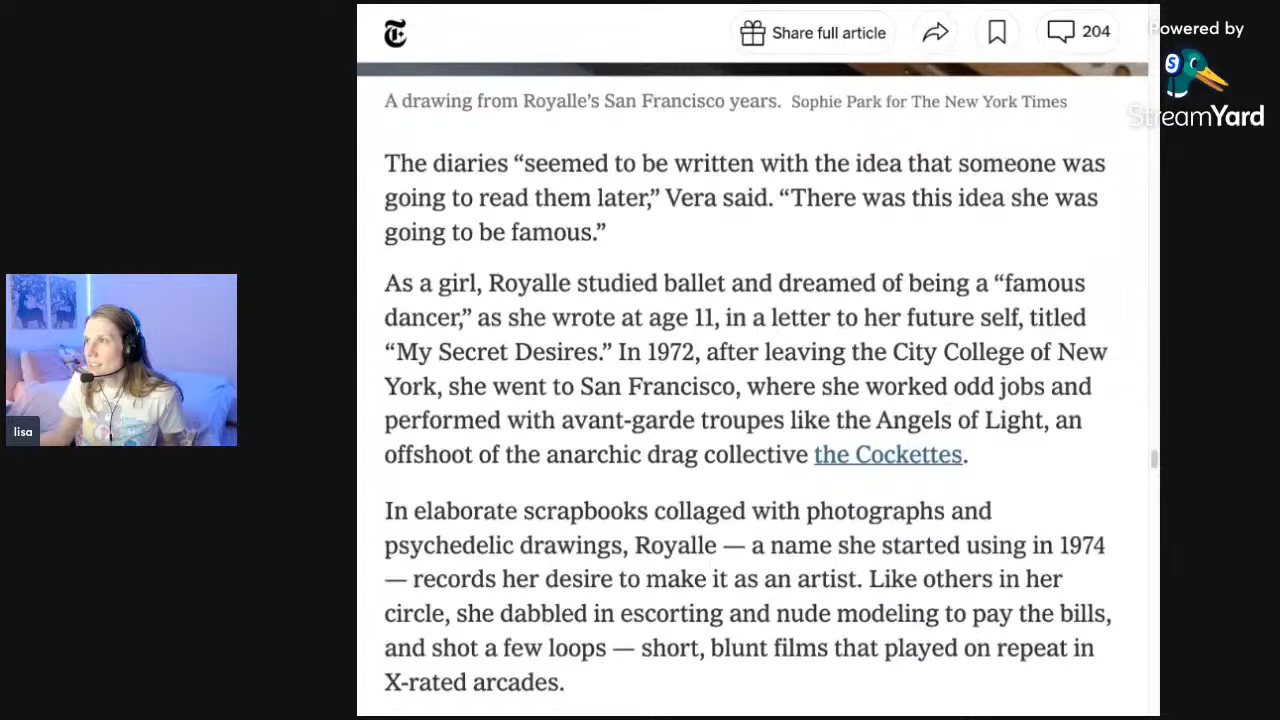 Share full article
204
Powered by
StreamYard
A drawing from Royalle’s San Francisco years. Sophie Park for The New York Times
The diaries “seemed to be written with the idea that someone was
going to read them later,” Vera said. “There was this idea she was
going to be famous.”
As a girl, Royalle studied ballet and dreamed of being a “famous
dancer,” as she wrote at age 11, in a letter to her future self, titled
“My Secret Desires.” In 1972, after leaving the City College of New
York, she went to San Francisco, where she worked odd jobs and
performed with avant-garde troupes like the Angels of Light, an
offshoot of the anarchic drag collective the Cockettes.
In elaborate scrapbooks collaged with photographs and
psychedelic drawings, Royalle — a name she started using in 1974
— records her desire to make it as an artist. Like others in her
circle, she dabbled in escorting and nude modeling to pay the bills,
and shot a few loops — short, blunt films that played on repeat in
X-rated arcades.
lisa